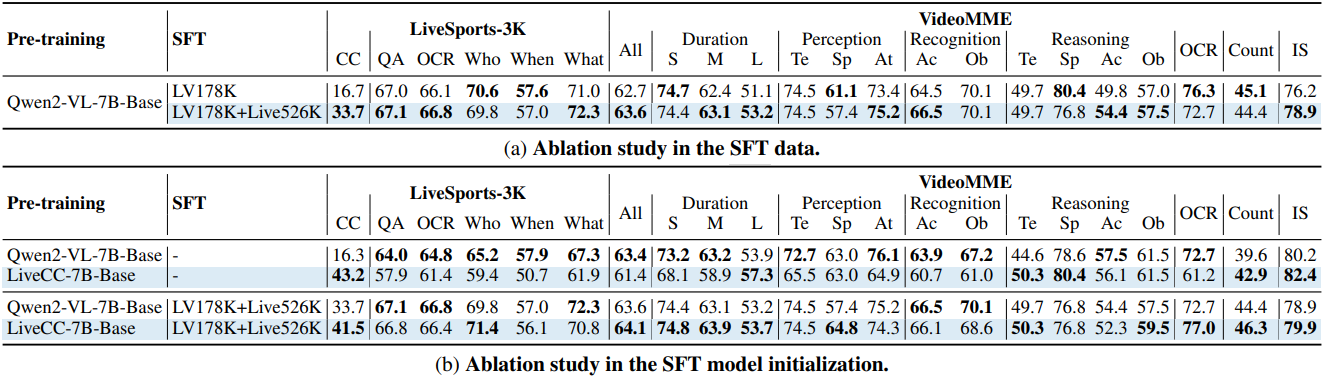 Pre-training SFT LiveSports-3K VideoMME
All Duration Perception Recognition Reasoning OCR Count IS
CC QA OCR Who When What S M L Te Sp At Ac Ob Te Sp Ac Ob
Qwen2-VL-7B-Base LV178K 16.7 67.0 66.1 70.6 57.6 71.0 62.7 74.7 62.4 51.1 74.5 61.1 73.4 64.5 70.1 49.7 80.4 49.8 57.0 76.3 45.1 76.2
LV178K+Live526K 33.7 67.1 66.8 69.8 57.0 72.3 63.6 74.4 63.1 53.2 74.5 57.4 75.2 66.5 70.1 49.7 76.8 54.4 57.5 72.7 44.4 78.9
(a) Ablation study in the SFT data.
Pre-training SFT LiveSports-3K VideoMME
All Duration Perception Recognition Reasoning OCR Count IS
CC QA OCR Who When What S M L Te Sp At Ac Ob Te Sp Ac Ob
Qwen2-VL-7B-Base - 16.3 64.0 64.8 65.2 57.9 67.3 63.4 73.2 63.2 53.9 72.7 63.0 76.1 63.9 67.2 44.6 78.6 57.5 61.5 72.7 39.6 80.2
LiveCC-7B-Base - 43.2 57.9 61.4 59.4 50.7 61.9 61.4 68.1 58.9 57.3 65.5 63.0 64.9 60.7 61.0 50.3 80.4 56.1 61.5 61.2 42.9 82.4
Qwen2-VL-7B-Base LV178K+Live526K 33.7 67.1 66.8 69.8 57.0 72.3 63.6 74.4 63.1 53.2 74.5 57.4 75.2 66.5 70.1 49.7 76.8 54.4 57.5 72.7 44.4 78.9
LiveCC-7B-Base LV178K+Live526K 41.5 66.8 66.4 71.4 56.1 70.8 64.1 74.8 63.9 53.7 74.5 64.8 74.3 66.1 68.6 50.3 76.8 52.3 59.5 77.0 46.3 79.9
(b) Ablation study in the SFT model initialization.